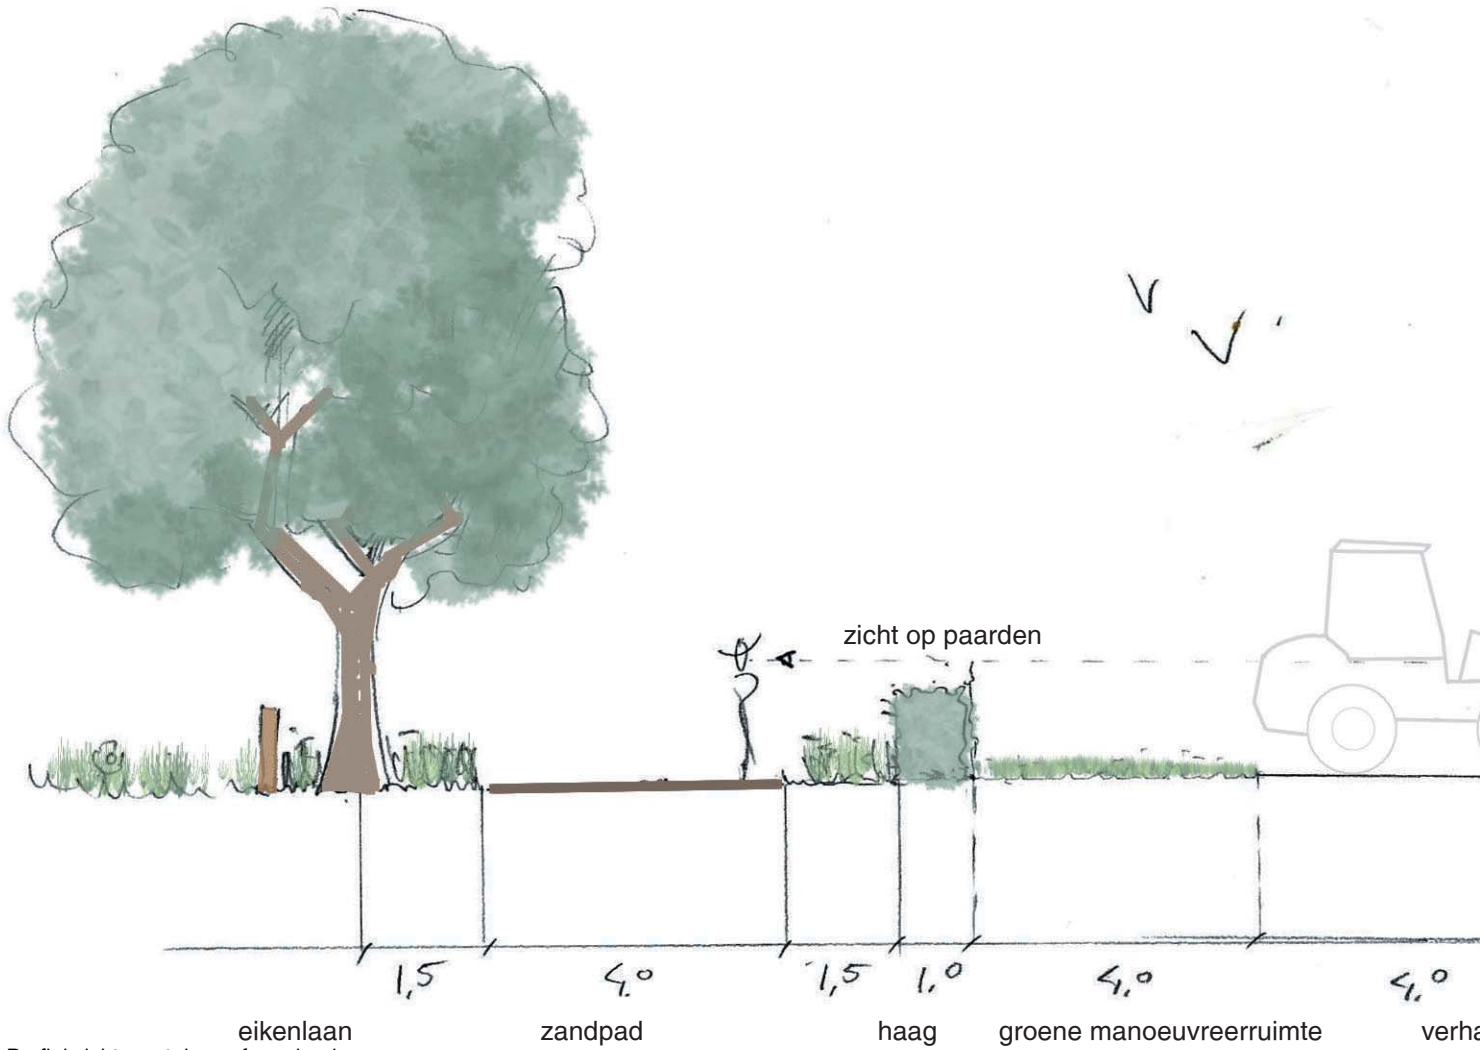 zicht op paarden
1,5 4,0 1,5 1,0 4,0 4,0
eikenlaan zandpad haag groene manoeuvreerruimte verha